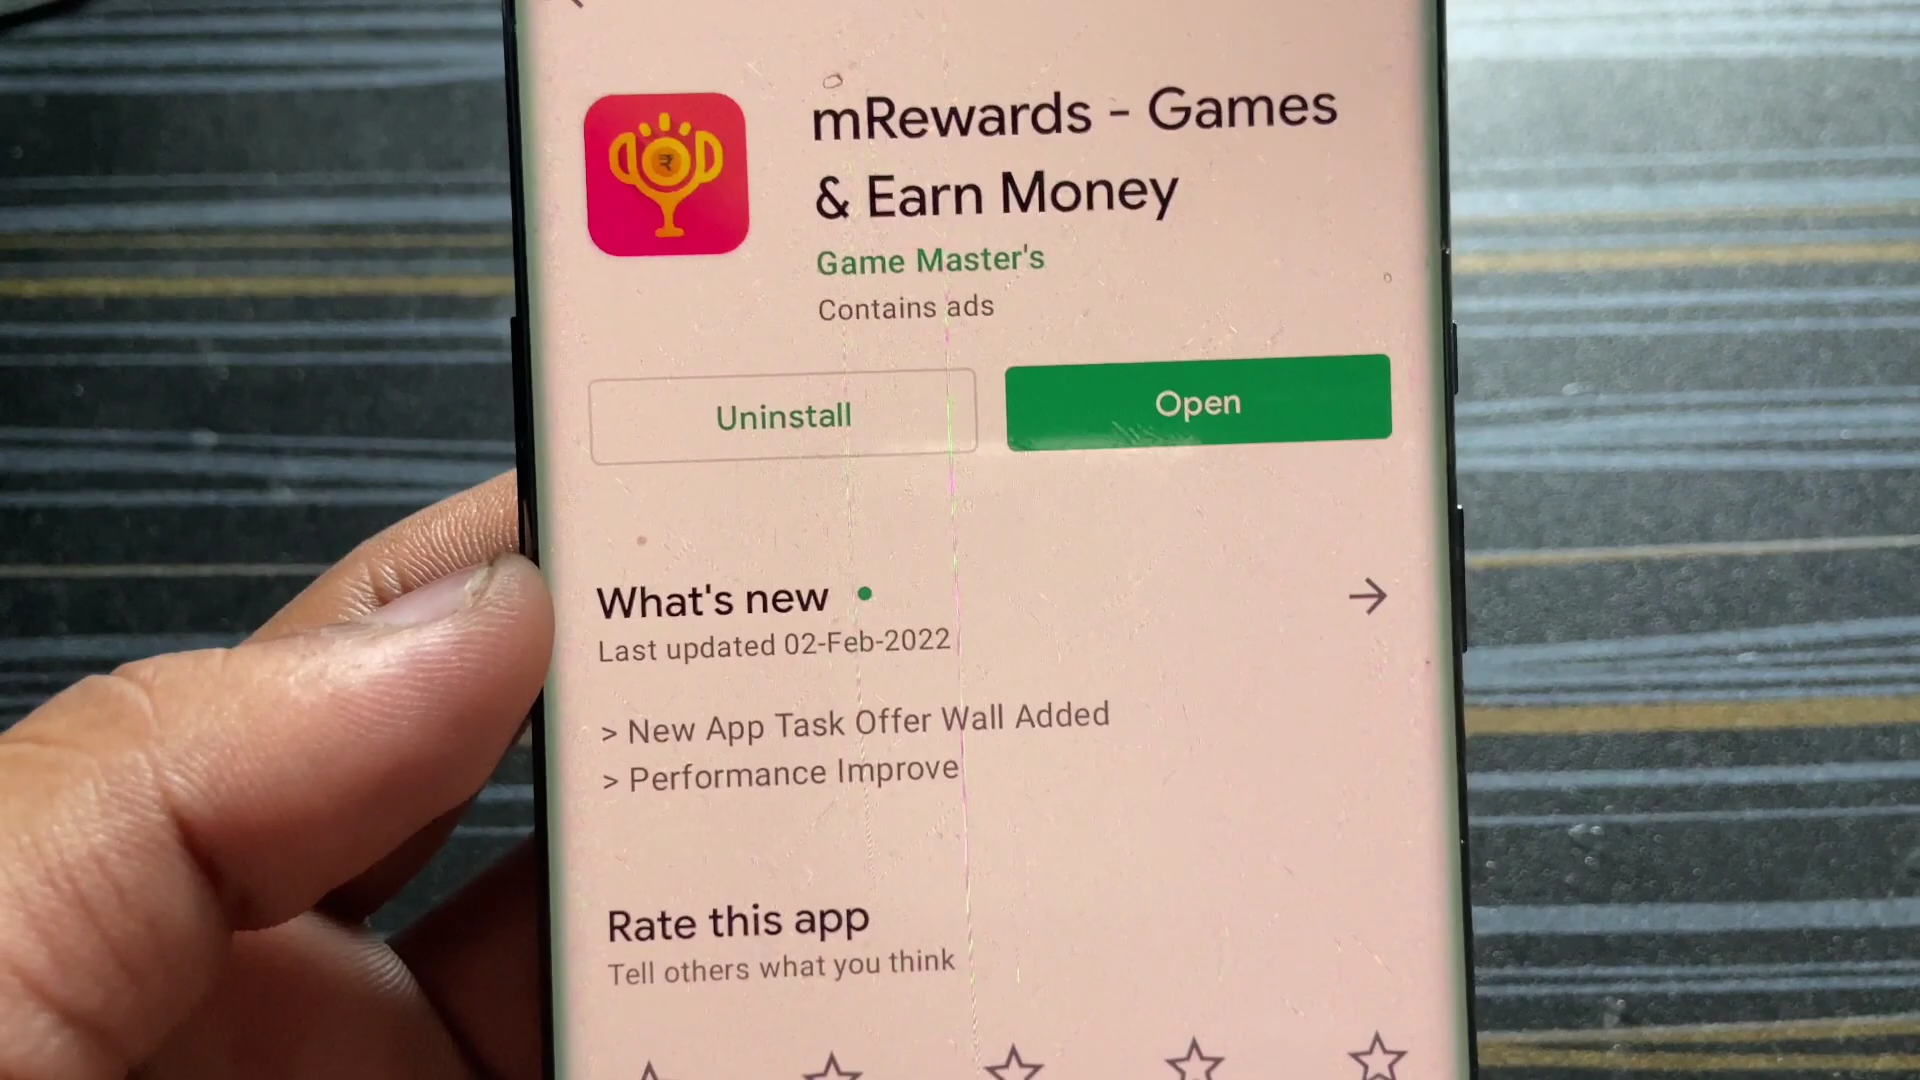 ₹
mRewards - Games
& Earn Money
Game Master's
Contains ads
Uninstall
Open
What's new
Last updated 02-Feb-2022
> New App Task Offer Wall Added
> Performance Improve
Rate this app
Tell others what you think